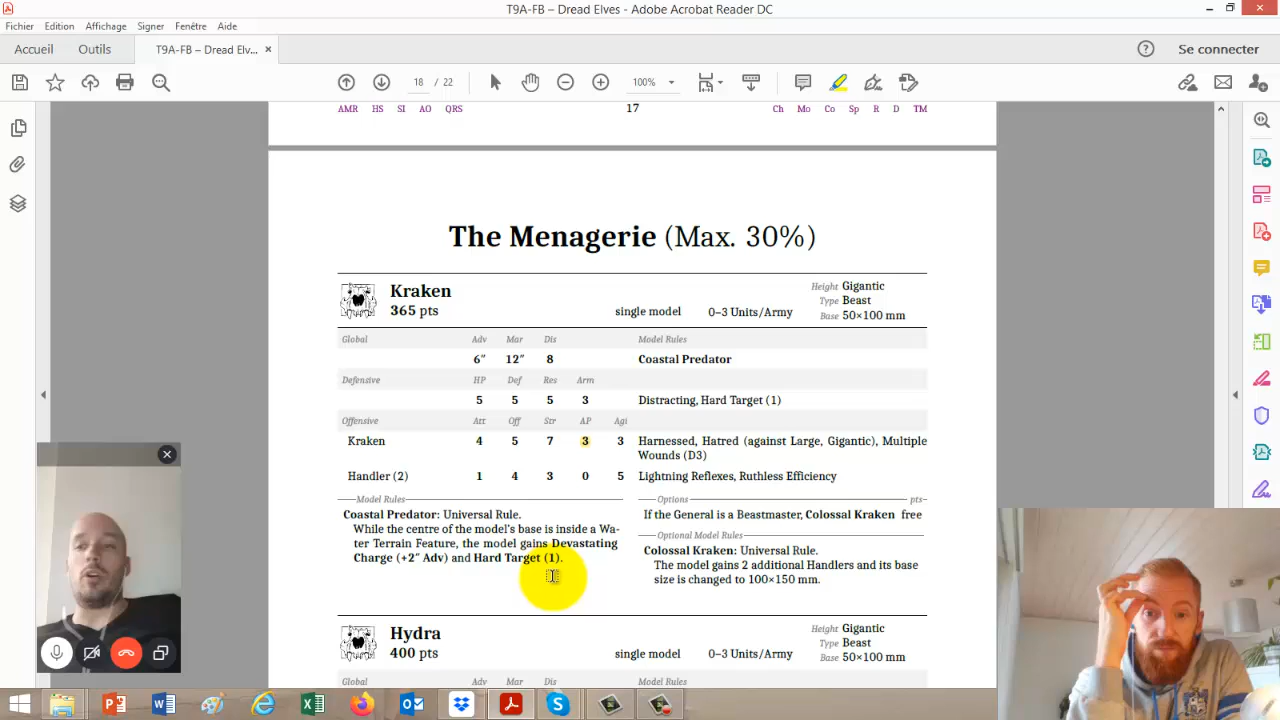 T9A-FB – Dread Elves - Adobe Acrobat Reader DC
Fichier Edition Affichage Signer Fenêtre Aide
Accueil Outils T9A-FB – Dread Elv... × Se connecter
18 / 22 100%
AMR HS SI AO QRS 17 Ch Mo Co Sp R D TM
The Menagerie (Max. 30%)
Kraken
365 pts single model 0–3 Units/Army
Height Gigantic
Type Beast
Base 50×100 mm
Global Adv Mar Dis Model Rules
6″ 12″ 8 Coastal Predator
Defensive HP Def Res Arm
5 5 5 3 Distracting, Hard Target (1)
Offensive Att Off Str AP Agi
Kraken 4 5 7 3 3 Harnessed, Hatred (against Large, Gigantic), Multiple
Wounds (D3)
Handler (2) 1 4 3 0 5 Lightning Reflexes, Ruthless Efficiency
Model Rules
Coastal Predator: Universal Rule.
While the centre of the model's base is inside a Wa-
ter Terrain Feature, the model gains Devastating
Charge (+2″ Adv) and Hard Target (1).
Options pts
If the General is a Beastmaster, Colossal Kraken free
Optional Model Rules
Colossal Kraken: Universal Rule.
The model gains 2 additional Handlers and its base
size is changed to 100×150 mm.
Hydra
400 pts single model 0–3 Units/Army
Height Gigantic
Type Beast
Base 50×100 mm
Global Adv Mar Dis Model Rules